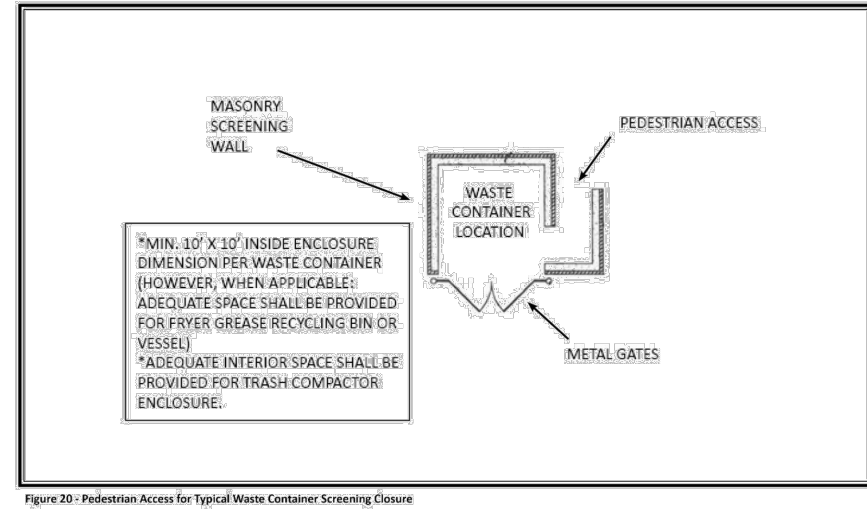 MASONRY
SCREENING
WALL
PEDESTRIAN ACCESS
WASTE
CONTAINER
LOCATION
*MIN. 10' X 10' INSIDE ENCLOSURE
DIMENSION PER WASTE CONTAINER
(HOWEVER, WHEN APPLICABLE:
ADEQUATE SPACE SHALL BE PROVIDED
FOR FRYER GREASE RECYCLING BIN OR
VESSEL)
*ADEQUATE INTERIOR SPACE SHALL BE
PROVIDED FOR TRASH COMPACTOR
ENCLOSURE.
METAL GATES
Figure 20 - Pedestrian Access for Typical Waste Container Screening Closure